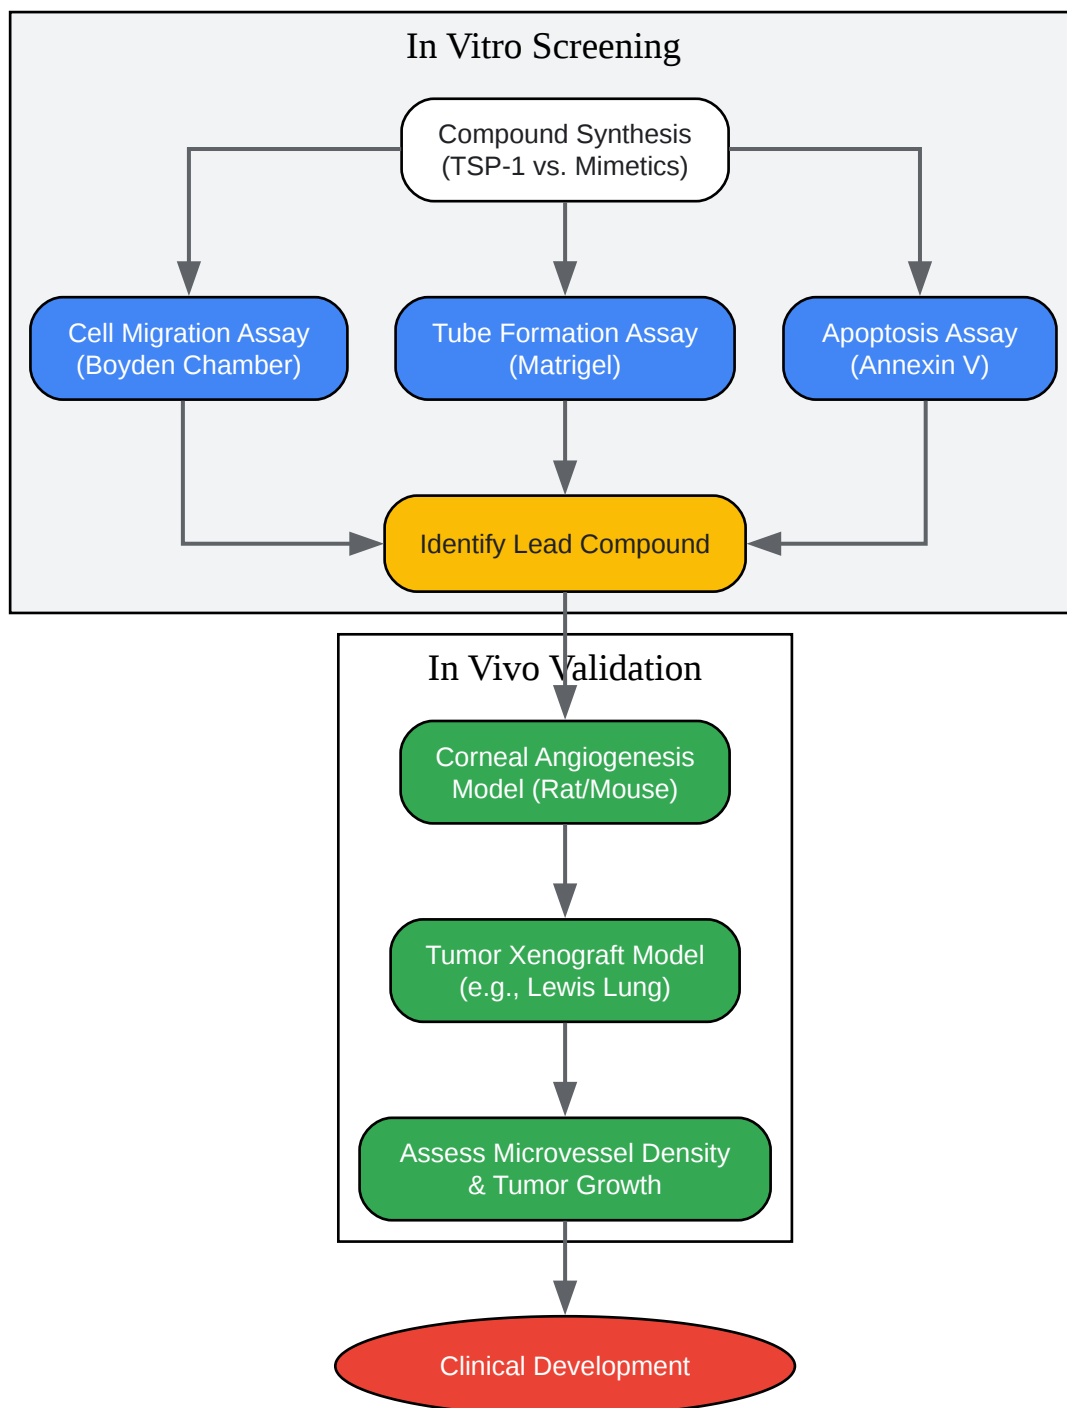 In Vitro Screening
Compound Synthesis
(TSP-1 vs. Mimetics)
Cell Migration Assay
(Boyden Chamber)
Tube Formation Assay
(Matrigel)
Apoptosis Assay
(Annexin V)
Identify Lead Compound
In Vivo Validation
Corneal Angiogenesis
Model (Rat/Mouse)
Tumor Xenograft Model
(e.g., Lewis Lung)
Assess Microvessel Density
& Tumor Growth
Clinical Development